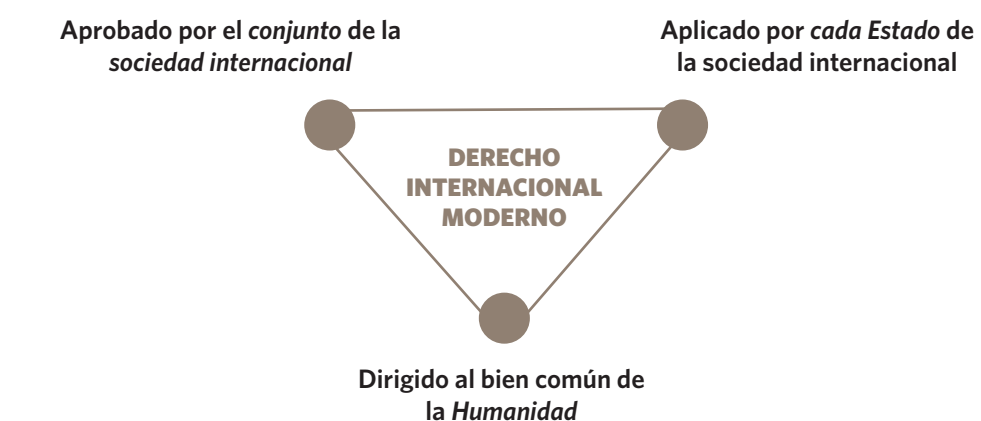 Aprobado por el conjunto de la
sociedad internacional
Aplicado por cada Estado de
la sociedad internacional
DERECHO
INTERNACIONAL
MODERNO
Dirigido al bien común de
la Humanidad